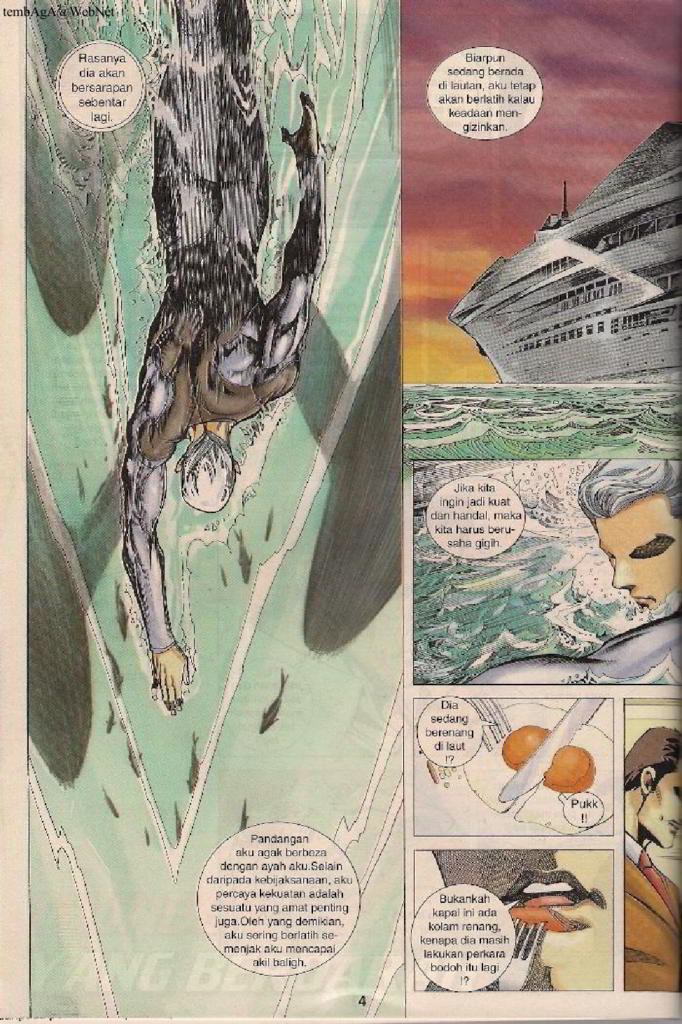 tembAgA@WebNet
Rasanya
dia akan
bersarapan
sebentar
lagi.
Biarpun
sedang berada
di lautan, aku tetap
akan berlatih kalau
keadaan men-
gizinkan.
Jika kita
ingin jadi kuat
dan handal, maka
kita harus beru-
saha gigih.
Dia
sedang
berenang
di laut
!?
Pukk
!!
Pandangan
aku agak berbeza
dengan ayah aku.Selain
daripada kebijaksanaan, aku
percaya kekuatan adalah
sesuatu yang amat penting
juga.Oleh yang demikian,
aku sering berlatih se-
menjak aku mencapai
akil baligh.
Bukankah
kapal ini ada
kolam renang,
kenapa dia masih
lakukan perkara
bodoh itu lagi
!?
4